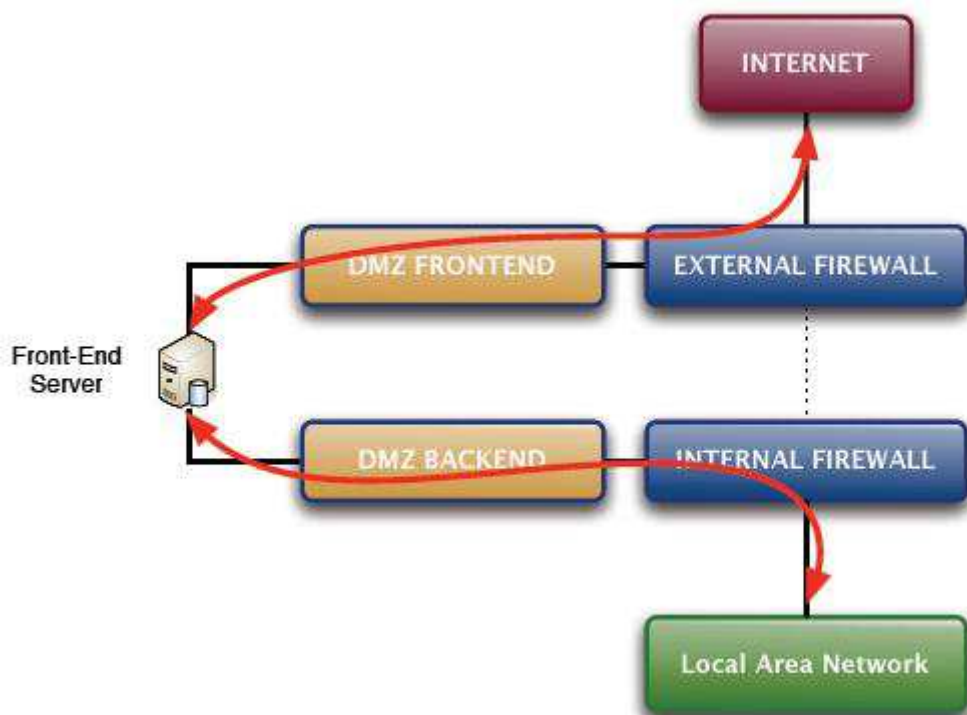 INTERNET
DMZ FRONTEND
EXTERNAL FIREWALL
Front-End
Server
DMZ BACKEND
INTERNAL FIREWALL
Local Area Network